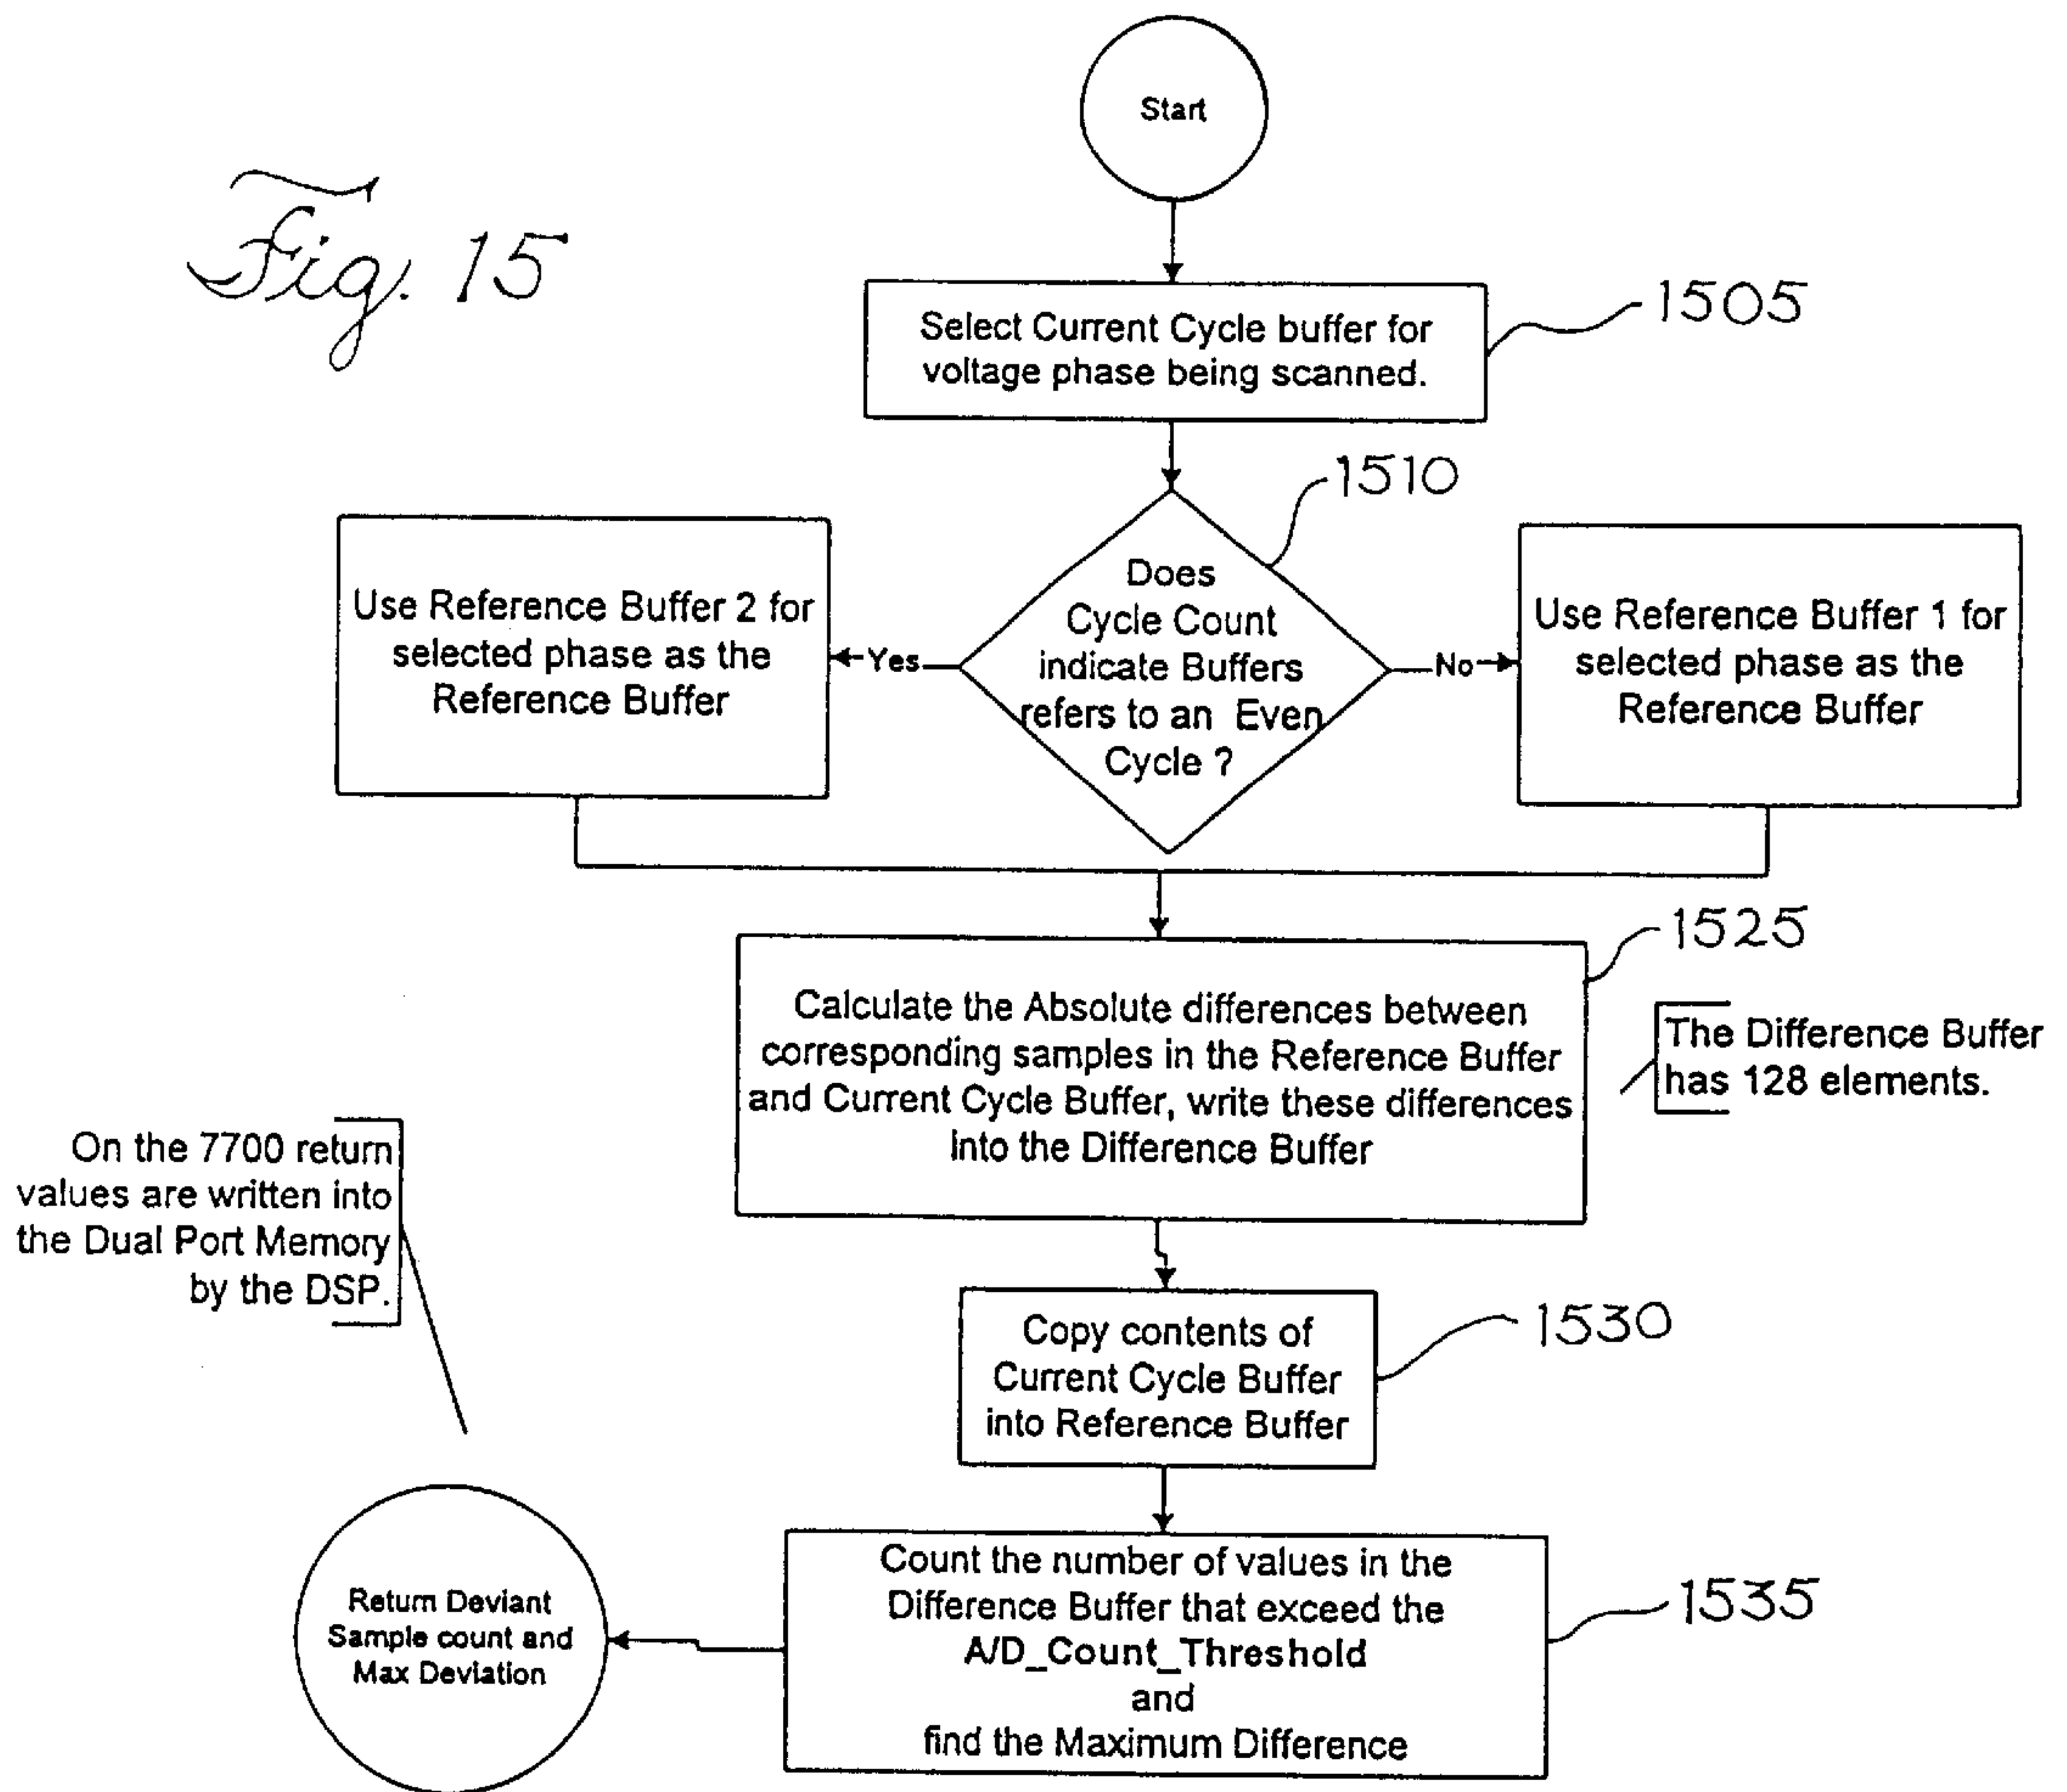 Start
Fig. 15
1505
Select Current Cycle buffer for
voltage phase being scanned.
1510
Use Reference Buffer 2 for
selected phase as the
Reference Buffer
Yes
Does
Cycle Count
indicate Buffers
refers to an Even
Cycle ?
No
Use Reference Buffer 1 for
selected phase as the
Reference Buffer
1525
Calculate the Absolute differences between
corresponding samples in the Reference Buffer
and Current Cycle Buffer, write these differences
into the Difference Buffer
The Difference Buffer
has 128 elements.
On the 7700 return
values are written into
the Dual Port Memory
by the DSP.
1530
Copy contents of
Current Cycle Buffer
into Reference Buffer
1535
Count the number of values in the
Difference Buffer that exceed the
A/D_Count_Threshold
and
find the Maximum Difference
Return Deviant
Sample count and
Max Deviation